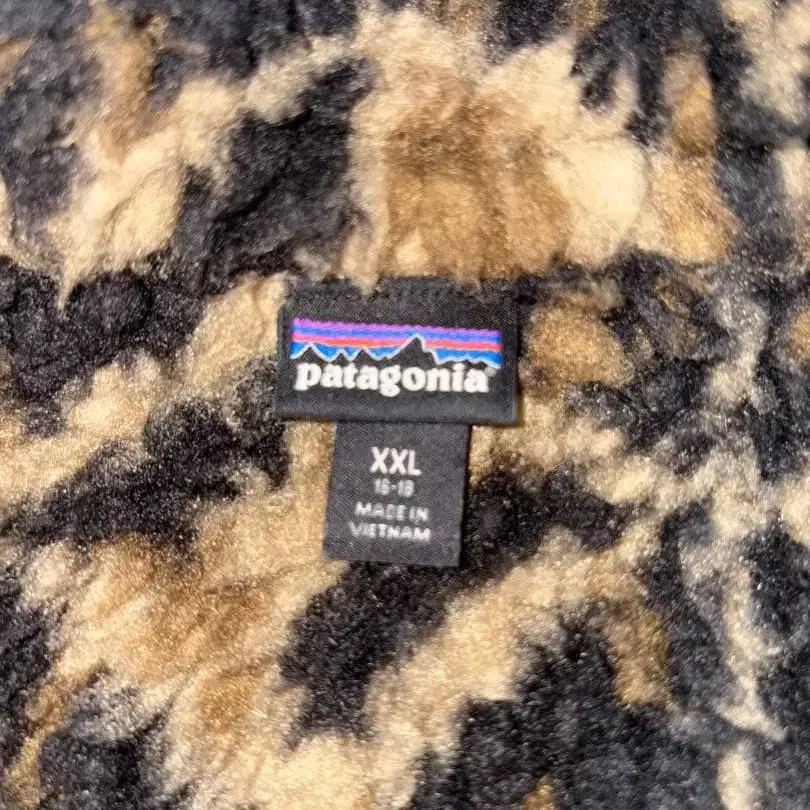 patagonia®
XXL
16-18
MADE IN
VIETNAM